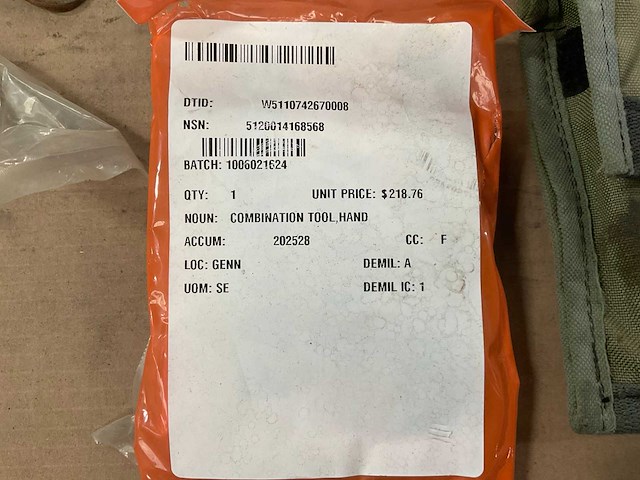 DTID: W5110742670008
NSN: 5120014168568
BATCH: 1006021624
QTY: 1 UNIT PRICE: $218.76
NOUN: COMBINATION TOOL,HAND
ACCUM: 202528 CC: F
LOC: GENN DEMIL: A
UOM: SE DEMIL IC: 1